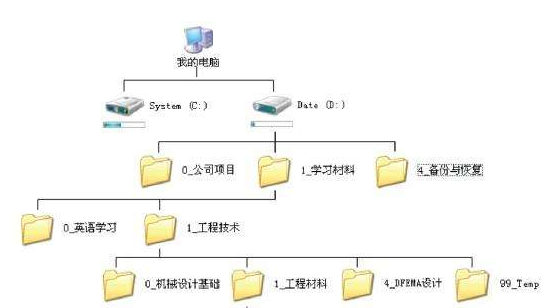 我的电脑
System (C:)
Date (D:)
0_公司项目
1_学习材料
4_备份与恢复
0_英语学习
1_工程技术
0_机械设计基础
1_工程材料
4_DFEMA设计
99_Temp